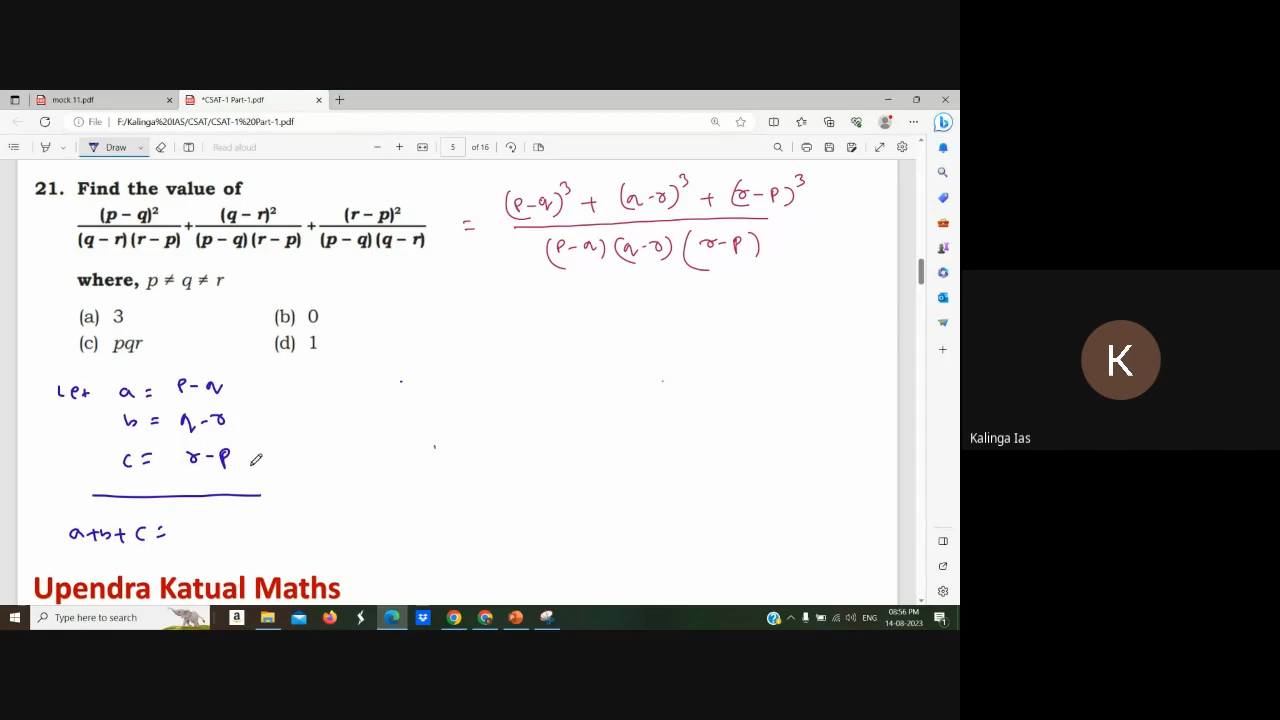 mock 11.pdf
*CSAT-1 Part-1.pdf
File F:/Kalinga%20IAS/CSAT/CSAT-1%20Part-1.pdf
Draw Read aloud 5 of 16
21. Find the value of
(p – q)² / (q – r)(r – p) + (q – r)² / (p – q)(r – p) + (r – p)² / (p – q)(q – r) = (p-q)³ + (q-r)³ + (r-p)³ / (p-q)(q-r)(r-p)
where, p ≠ q ≠ r
(a) 3 (b) 0
(c) pqr (d) 1
Let a = p-q
b = q-r
c = r-p
a+b+c =
Upendra Katual Maths
K
Kalinga Ias
Type here to search
ENG
08:56 PM
14-08-2023